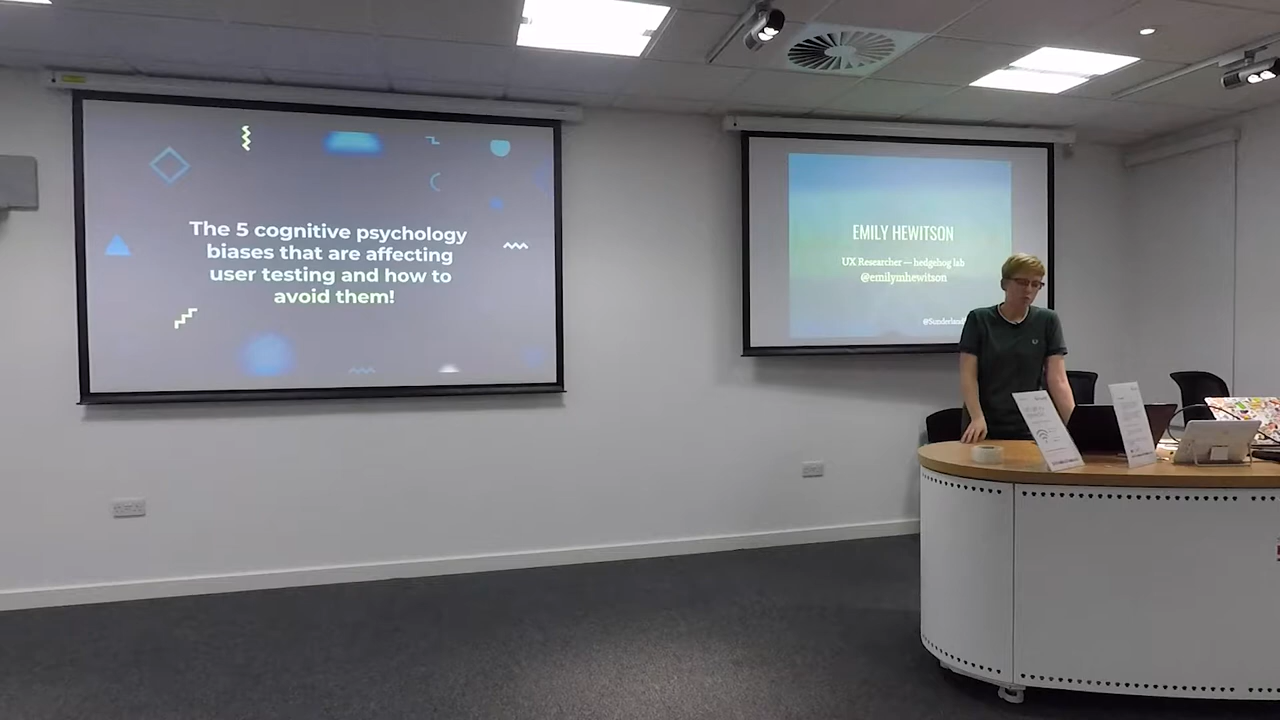 The 5 cognitive psychology
biases that are affecting
user testing and how to
avoid them!
EMILY HEWITSON
UX Researcher — hedgehog lab
@emilymhewitson